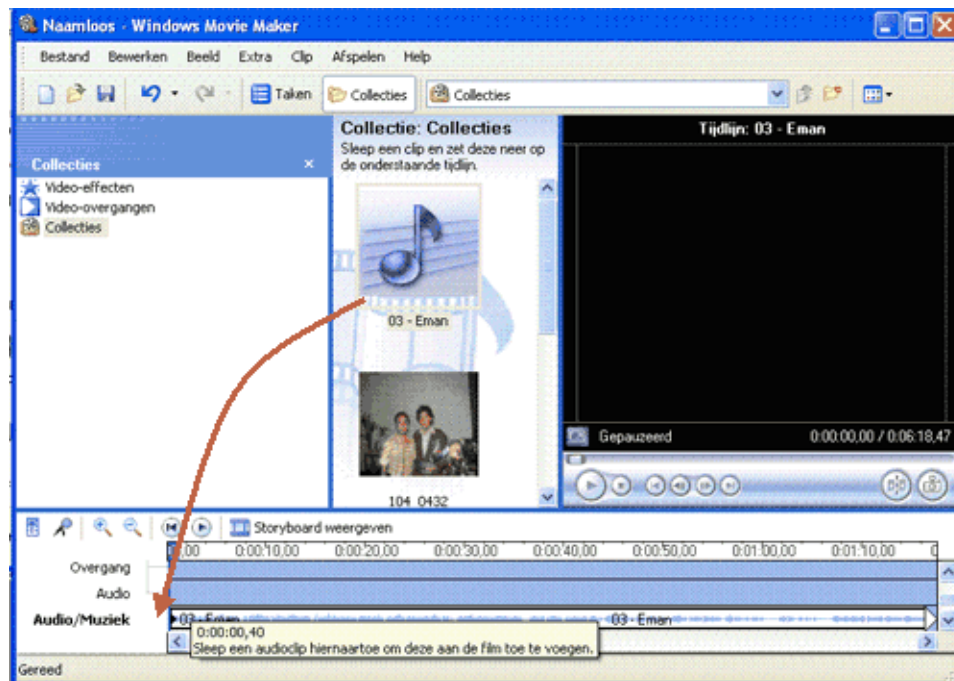 Naamloos - Windows Movie Maker
Bestand Bewerken Beeld Extra Clip Afspelen Help
Taken Collecties Collecties
Collecties
Video-effecten
Video-overgangen
Collecties
Collectie: Collecties
Sleep een clip en zet deze neer op
de onderstaande tijdlijn.
03 - Eman
104_0432
Tijdlijn: 03 - Eman
Gepauzeerd 0:00:00,00 / 0:06:18,47
Storyboard weergeven
,00 0:00:10,00 0:00:20,00 0:00:30,00 0:00:40,00 0:00:50,00 0:01:00,00 0:01:10,00
Overgang
Audio
Audio/Muziek 03 - Eman 03 - Eman
0:00:00,40
Sleep een audioclip hiernaartoe om deze aan de film toe te voegen.
Gereed